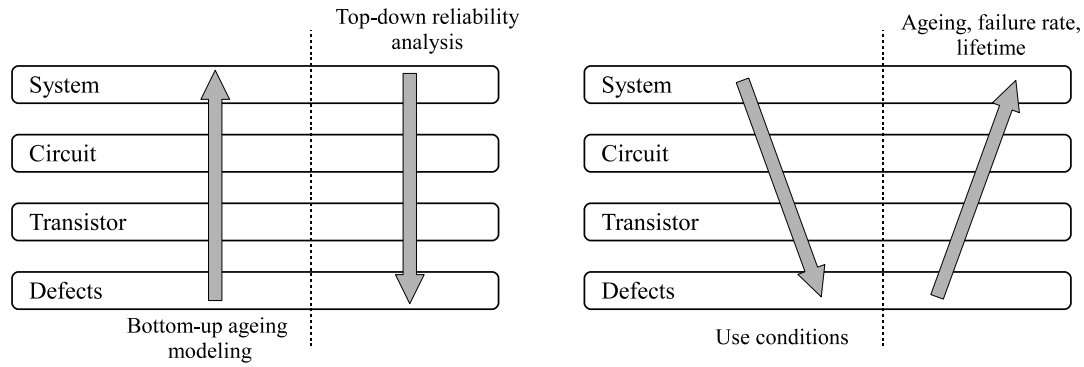 Top-down reliability
analysis
System
Circuit
Transistor
Defects
Bottom-up ageing
modeling
Ageing, failure rate,
lifetime
System
Circuit
Transistor
Defects
Use conditions